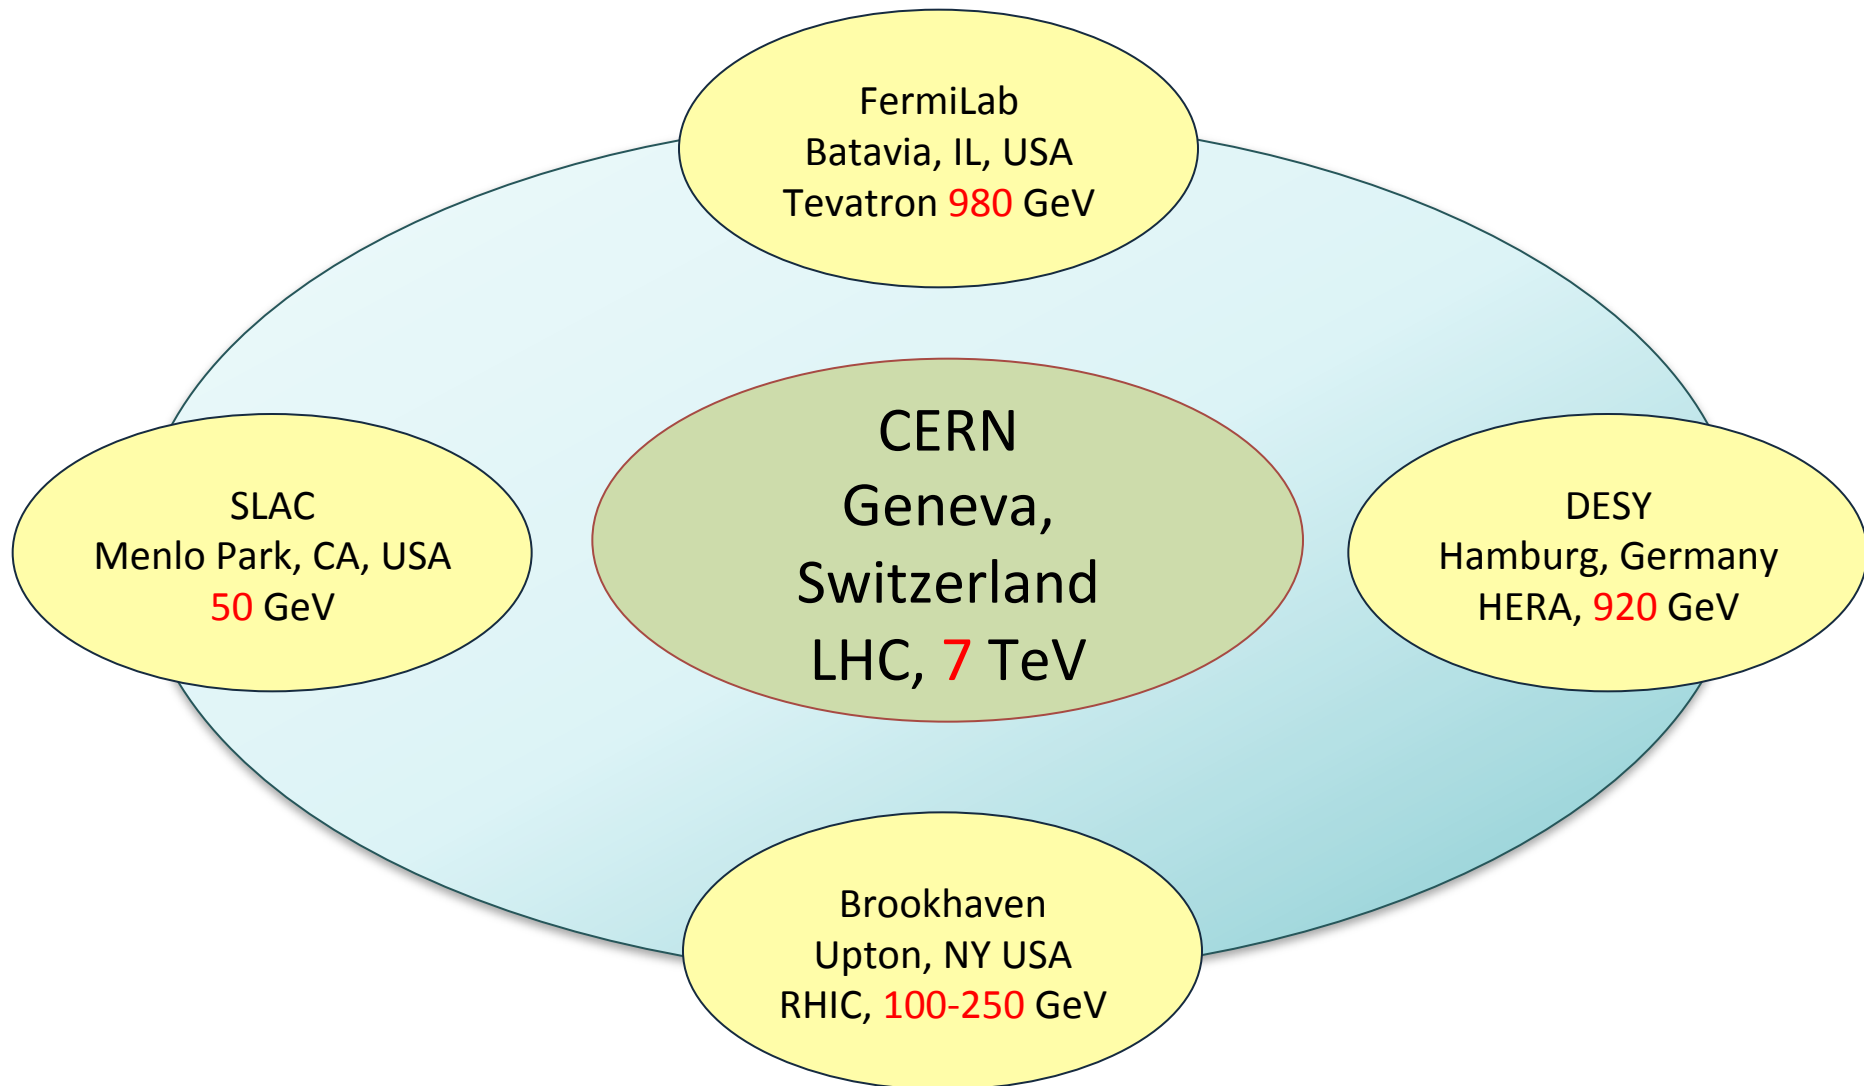 FermiLab
Batavia, IL, USA
Tevatron 980 GeV
CERN
Geneva,
Switzerland
LHC, 7 TeV
SLAC
Menlo Park, CA, USA
50 GeV
DESY
Hamburg, Germany
HERA, 920 GeV
Brookhaven
Upton, NY USA
RHIC, 100-250 GeV